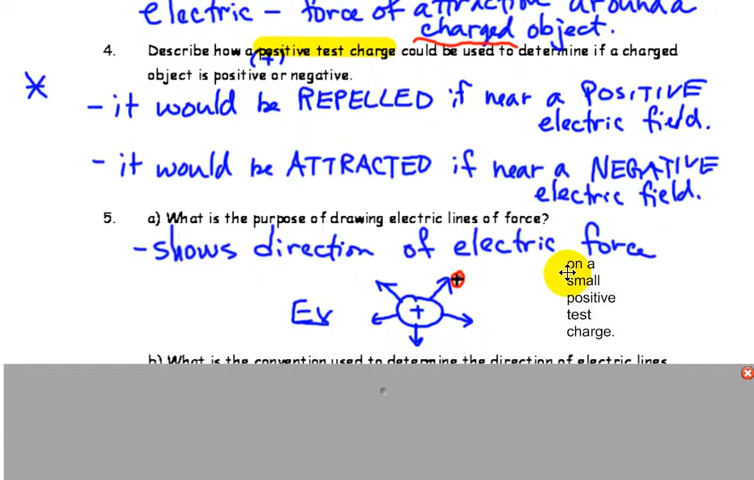 electric - force of attraction around a
charged object.
4. Describe how a positive test charge could be used to determine if a charged
(+)
object is positive or negative.
* - it would be REPELLED if near a POSITIVE
electric field.
- it would be ATTRACTED if near a NEGATIVE
electric field.
5. a) What is the purpose of drawing electric lines of force?
- shows direction of electric force
on a
small
positive
test
charge.
+
Ex +
b) What is the convention used to determine the direction of electric lines